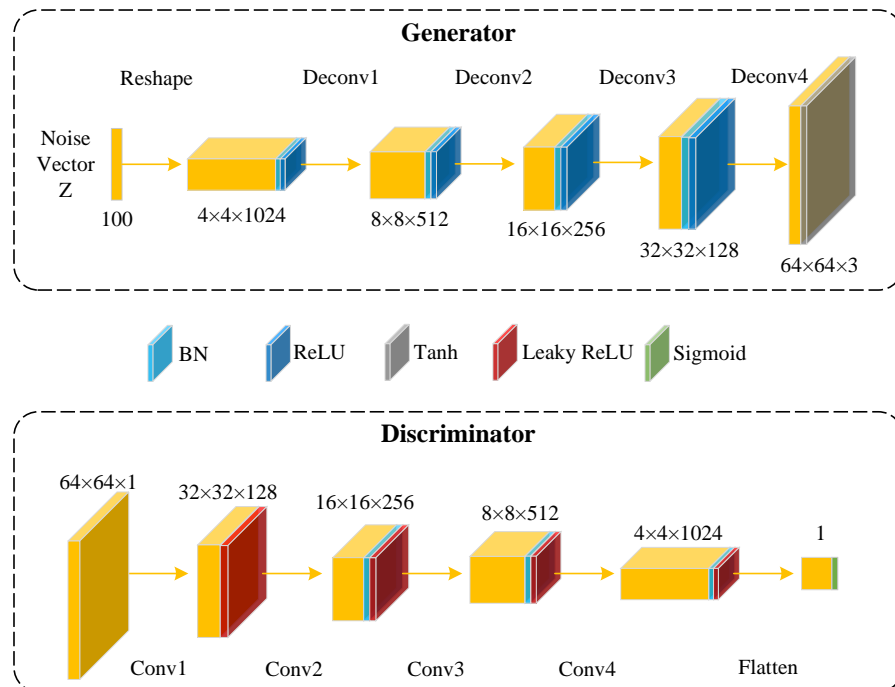 Generator
Reshape
Deconv1
Deconv2
Deconv3
Deconv4
Noise
Vector
Z
100
4×4×1024
8×8×512
16×16×256
32×32×128
64×64×3
BN
ReLU
Tanh
Leaky ReLU
Sigmoid
Discriminator
64×64×1
32×32×128
16×16×256
8×8×512
4×4×1024
1
Conv1
Conv2
Conv3
Conv4
Flatten